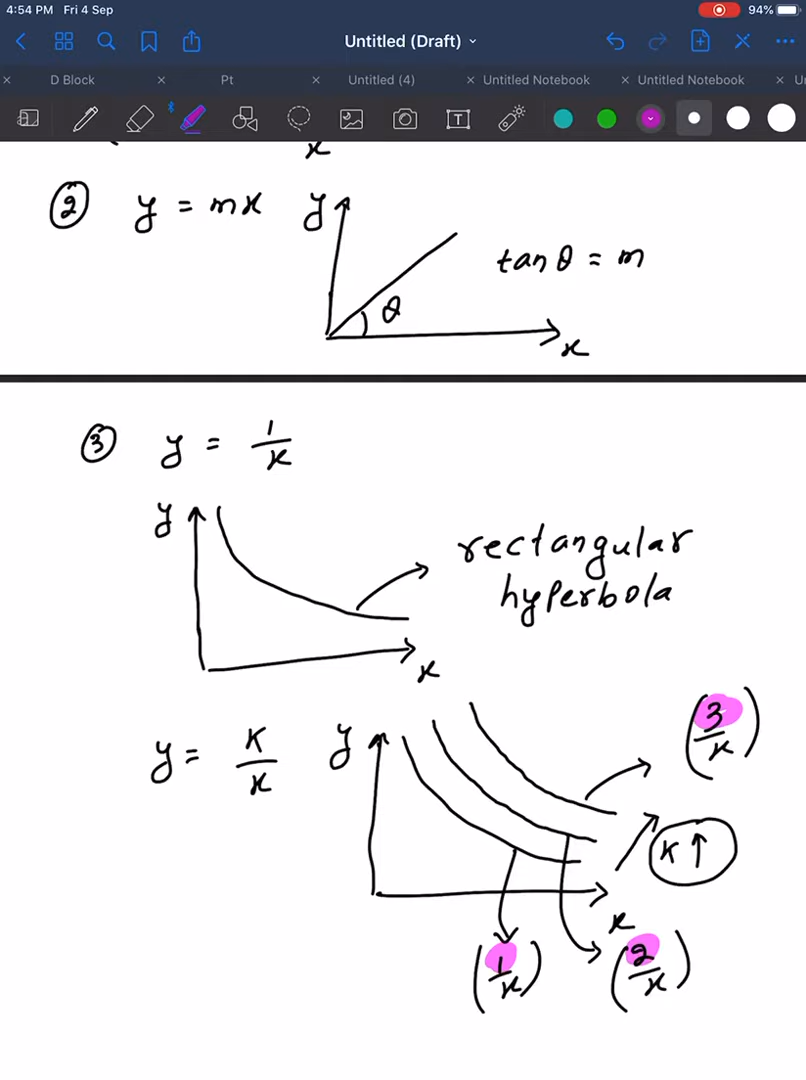 4:54 PM Fri 4 Sep
94%
Untitled (Draft)
D Block
Pt
Untitled (4)
Untitled Notebook
Untitled Notebook
x
② y = mx
y
θ
x
tan θ = m
③ y = 1/x
y
x
rectangular
hyperbola
y = K/x
y
x
(3/x)
K ↑
(1/x)
(2/x)